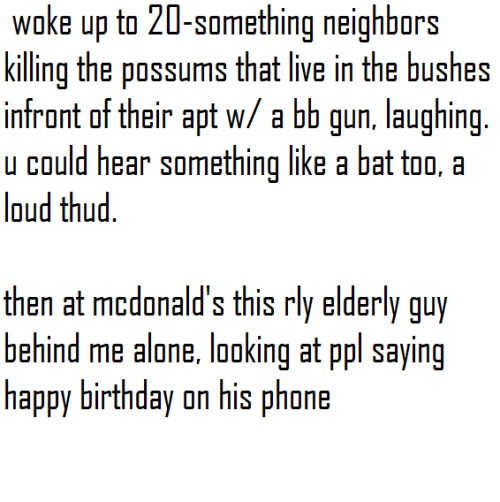 woke up to 20-something neighbors
killing the possums that live in the bushes
infront of their apt w/ a bb gun, laughing.
u could hear something like a bat too, a
loud thud.

then at mcdonald's this rly elderly guy
behind me alone, looking at ppl saying
happy birthday on his phone